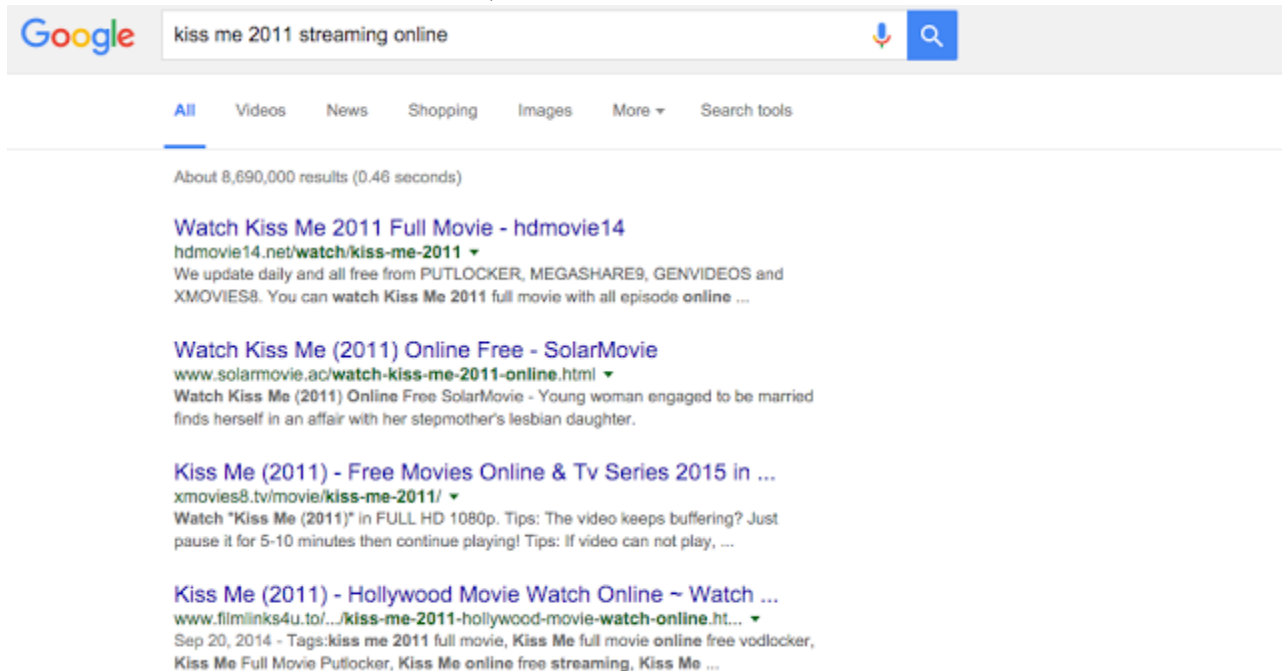 Google kiss me 2011 streaming online
All Videos News Shopping Images More Search tools
About 8,690,000 results (0.46 seconds)
Watch Kiss Me 2011 Full Movie - hdmovie14
hdmovie14.net/watch/kiss-me-2011
We update daily and all free from PUTLOCKER, MEGASHARE9, GENVIDEOS and
XMOVIES8. You can watch Kiss Me 2011 full movie with all episode online ...
Watch Kiss Me (2011) Online Free - SolarMovie
www.solarmovie.ac/watch-kiss-me-2011-online.html
Watch Kiss Me (2011) Online Free SolarMovie - Young woman engaged to be married
finds herself in an affair with her stepmother's lesbian daughter.
Kiss Me (2011) - Free Movies Online & Tv Series 2015 in ...
xmovies8.tv/movie/kiss-me-2011/
Watch "Kiss Me (2011)" in FULL HD 1080p. Tips: The video keeps buffering? Just
pause it for 5-10 minutes then continue playing! Tips: If video can not play, ...
Kiss Me (2011) - Hollywood Movie Watch Online ~ Watch ...
www.filmlinks4u.to/.../kiss-me-2011-hollywood-movie-watch-online.ht...
Sep 20, 2014 - Tags:kiss me 2011 full movie, Kiss Me full movie online free vodlocker,
Kiss Me Full Movie Putlocker, Kiss Me online free streaming, Kiss Me ...